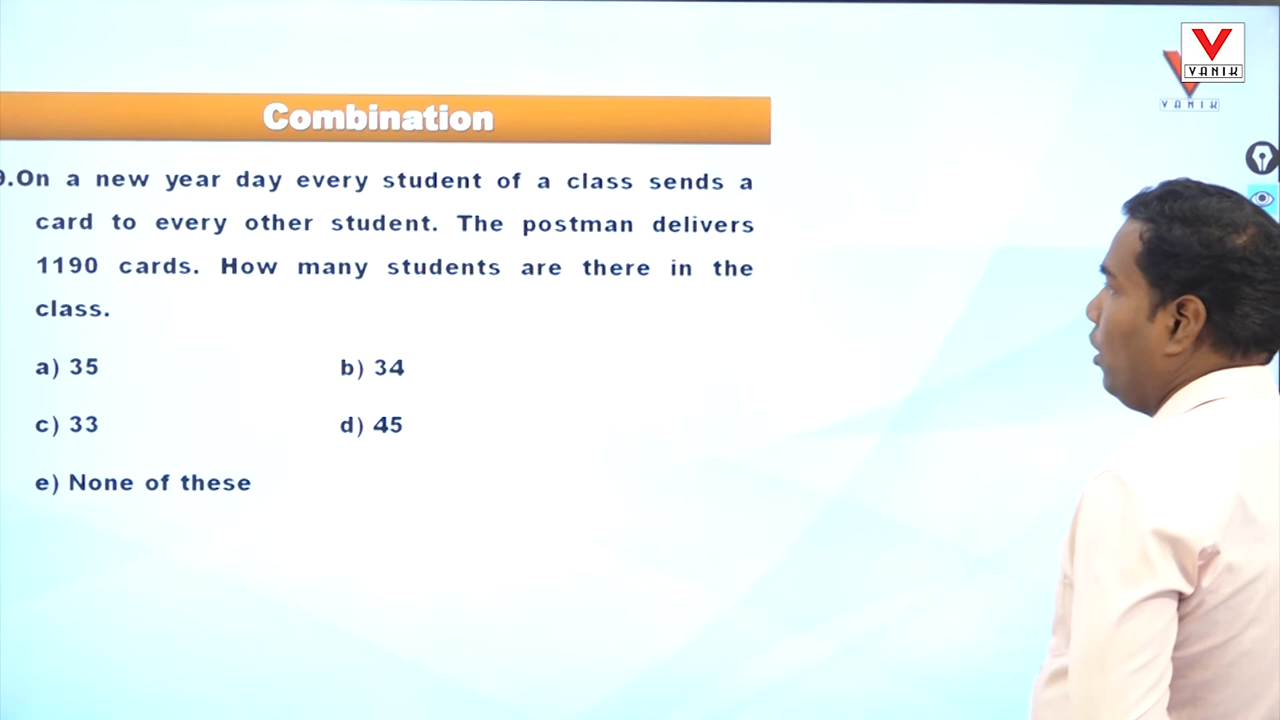 VANIK
VANIK
Combination
9.On a new year day every student of a class sends a
card to every other student. The postman delivers
1190 cards. How many students are there in the
class.
a) 35 b) 34
c) 33 d) 45
e) None of these